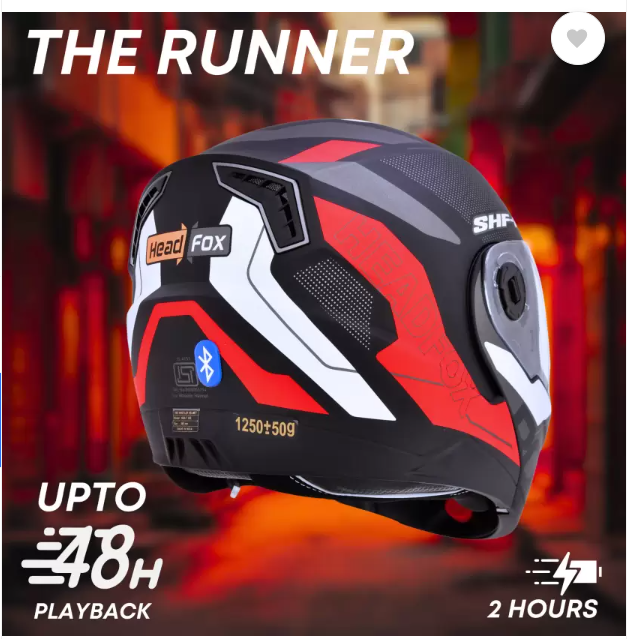 THE RUNNER
SHF-
Head FOX
1250±50g
UPTO
48H
PLAYBACK
2 HOURS